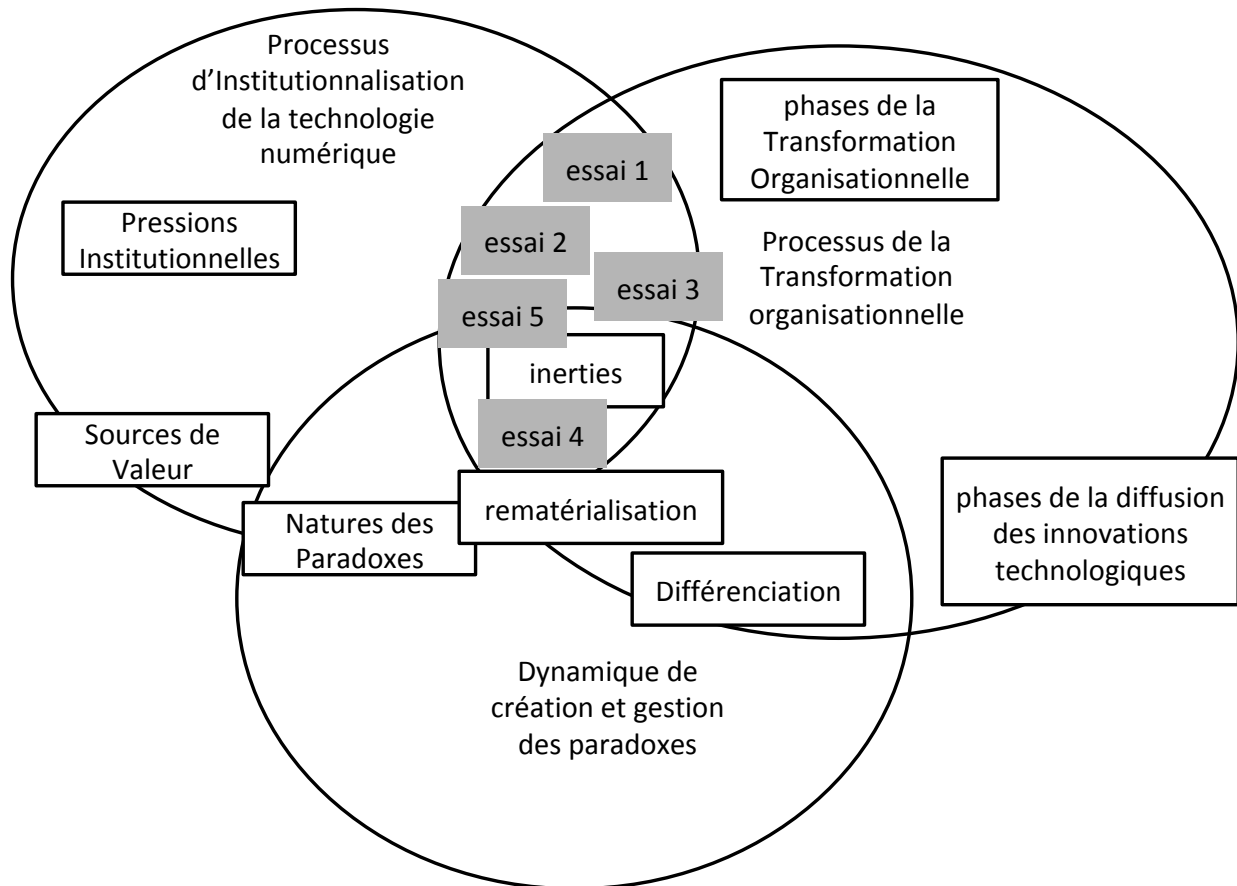 Processus
d’Institutionnalisation
de la technologie
numérique
phases de la
Transformation
Organisationnelle
essai 1
Pressions
Institutionnelles
essai 2
Processus de la
Transformation
organisationnelle
essai 3
essai 5
inerties
essai 4
Sources de
Valeur
Natures des
Paradoxes
rematérialisation
phases de la diffusion
des innovations
technologiques
Différenciation
Dynamique de
création et gestion
des paradoxes